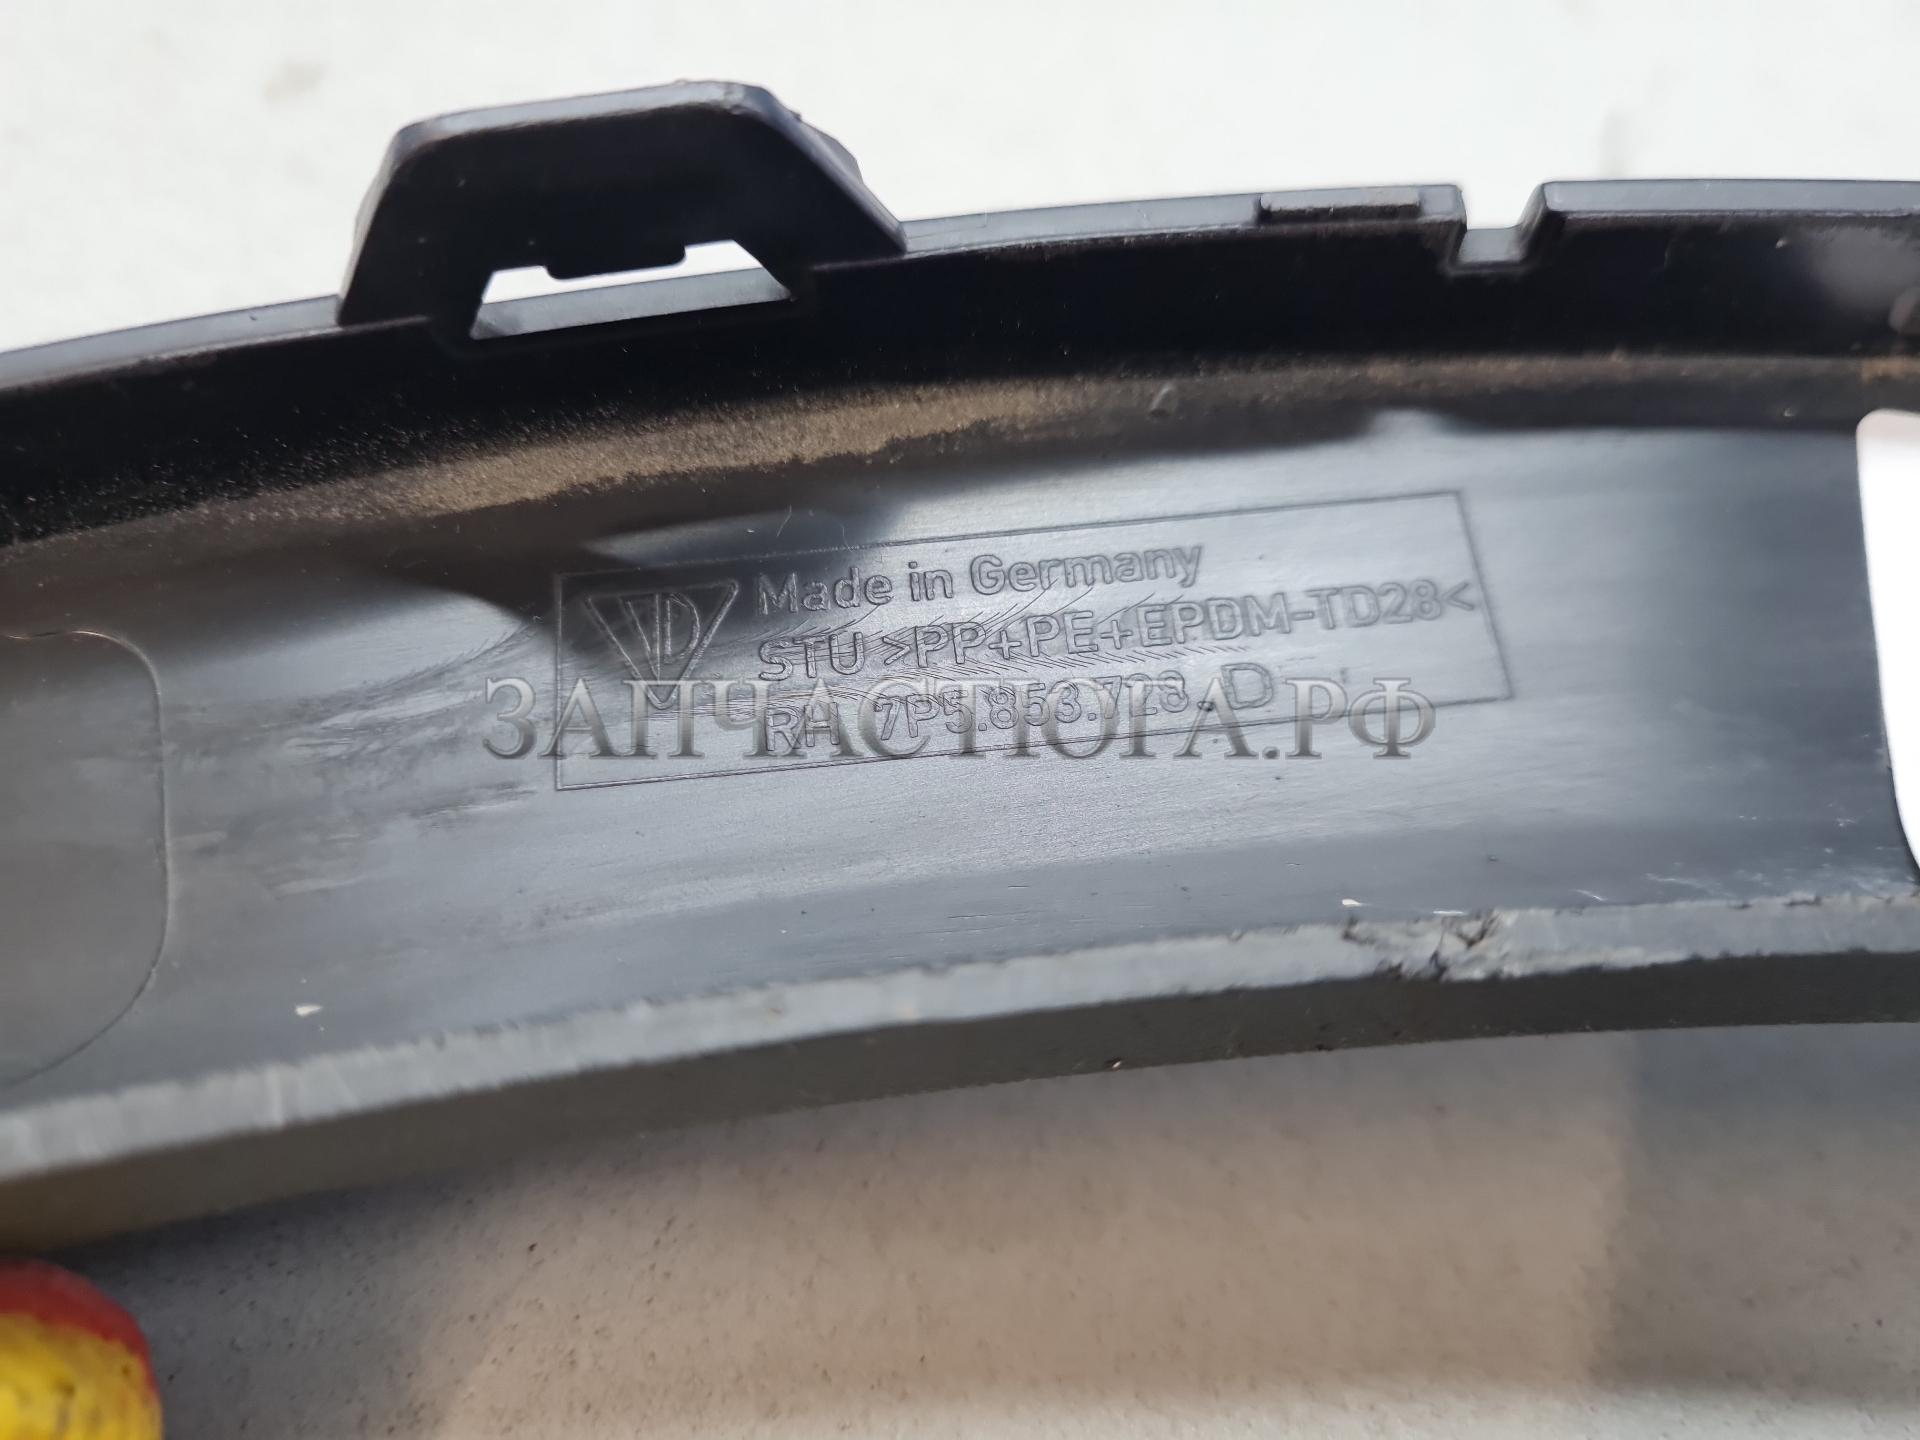 Made in Germany
STU >PP+PE+EPDM-TD28<
RH 7P5.853.728. D
ЗАПЧАСТЮГА.РФ